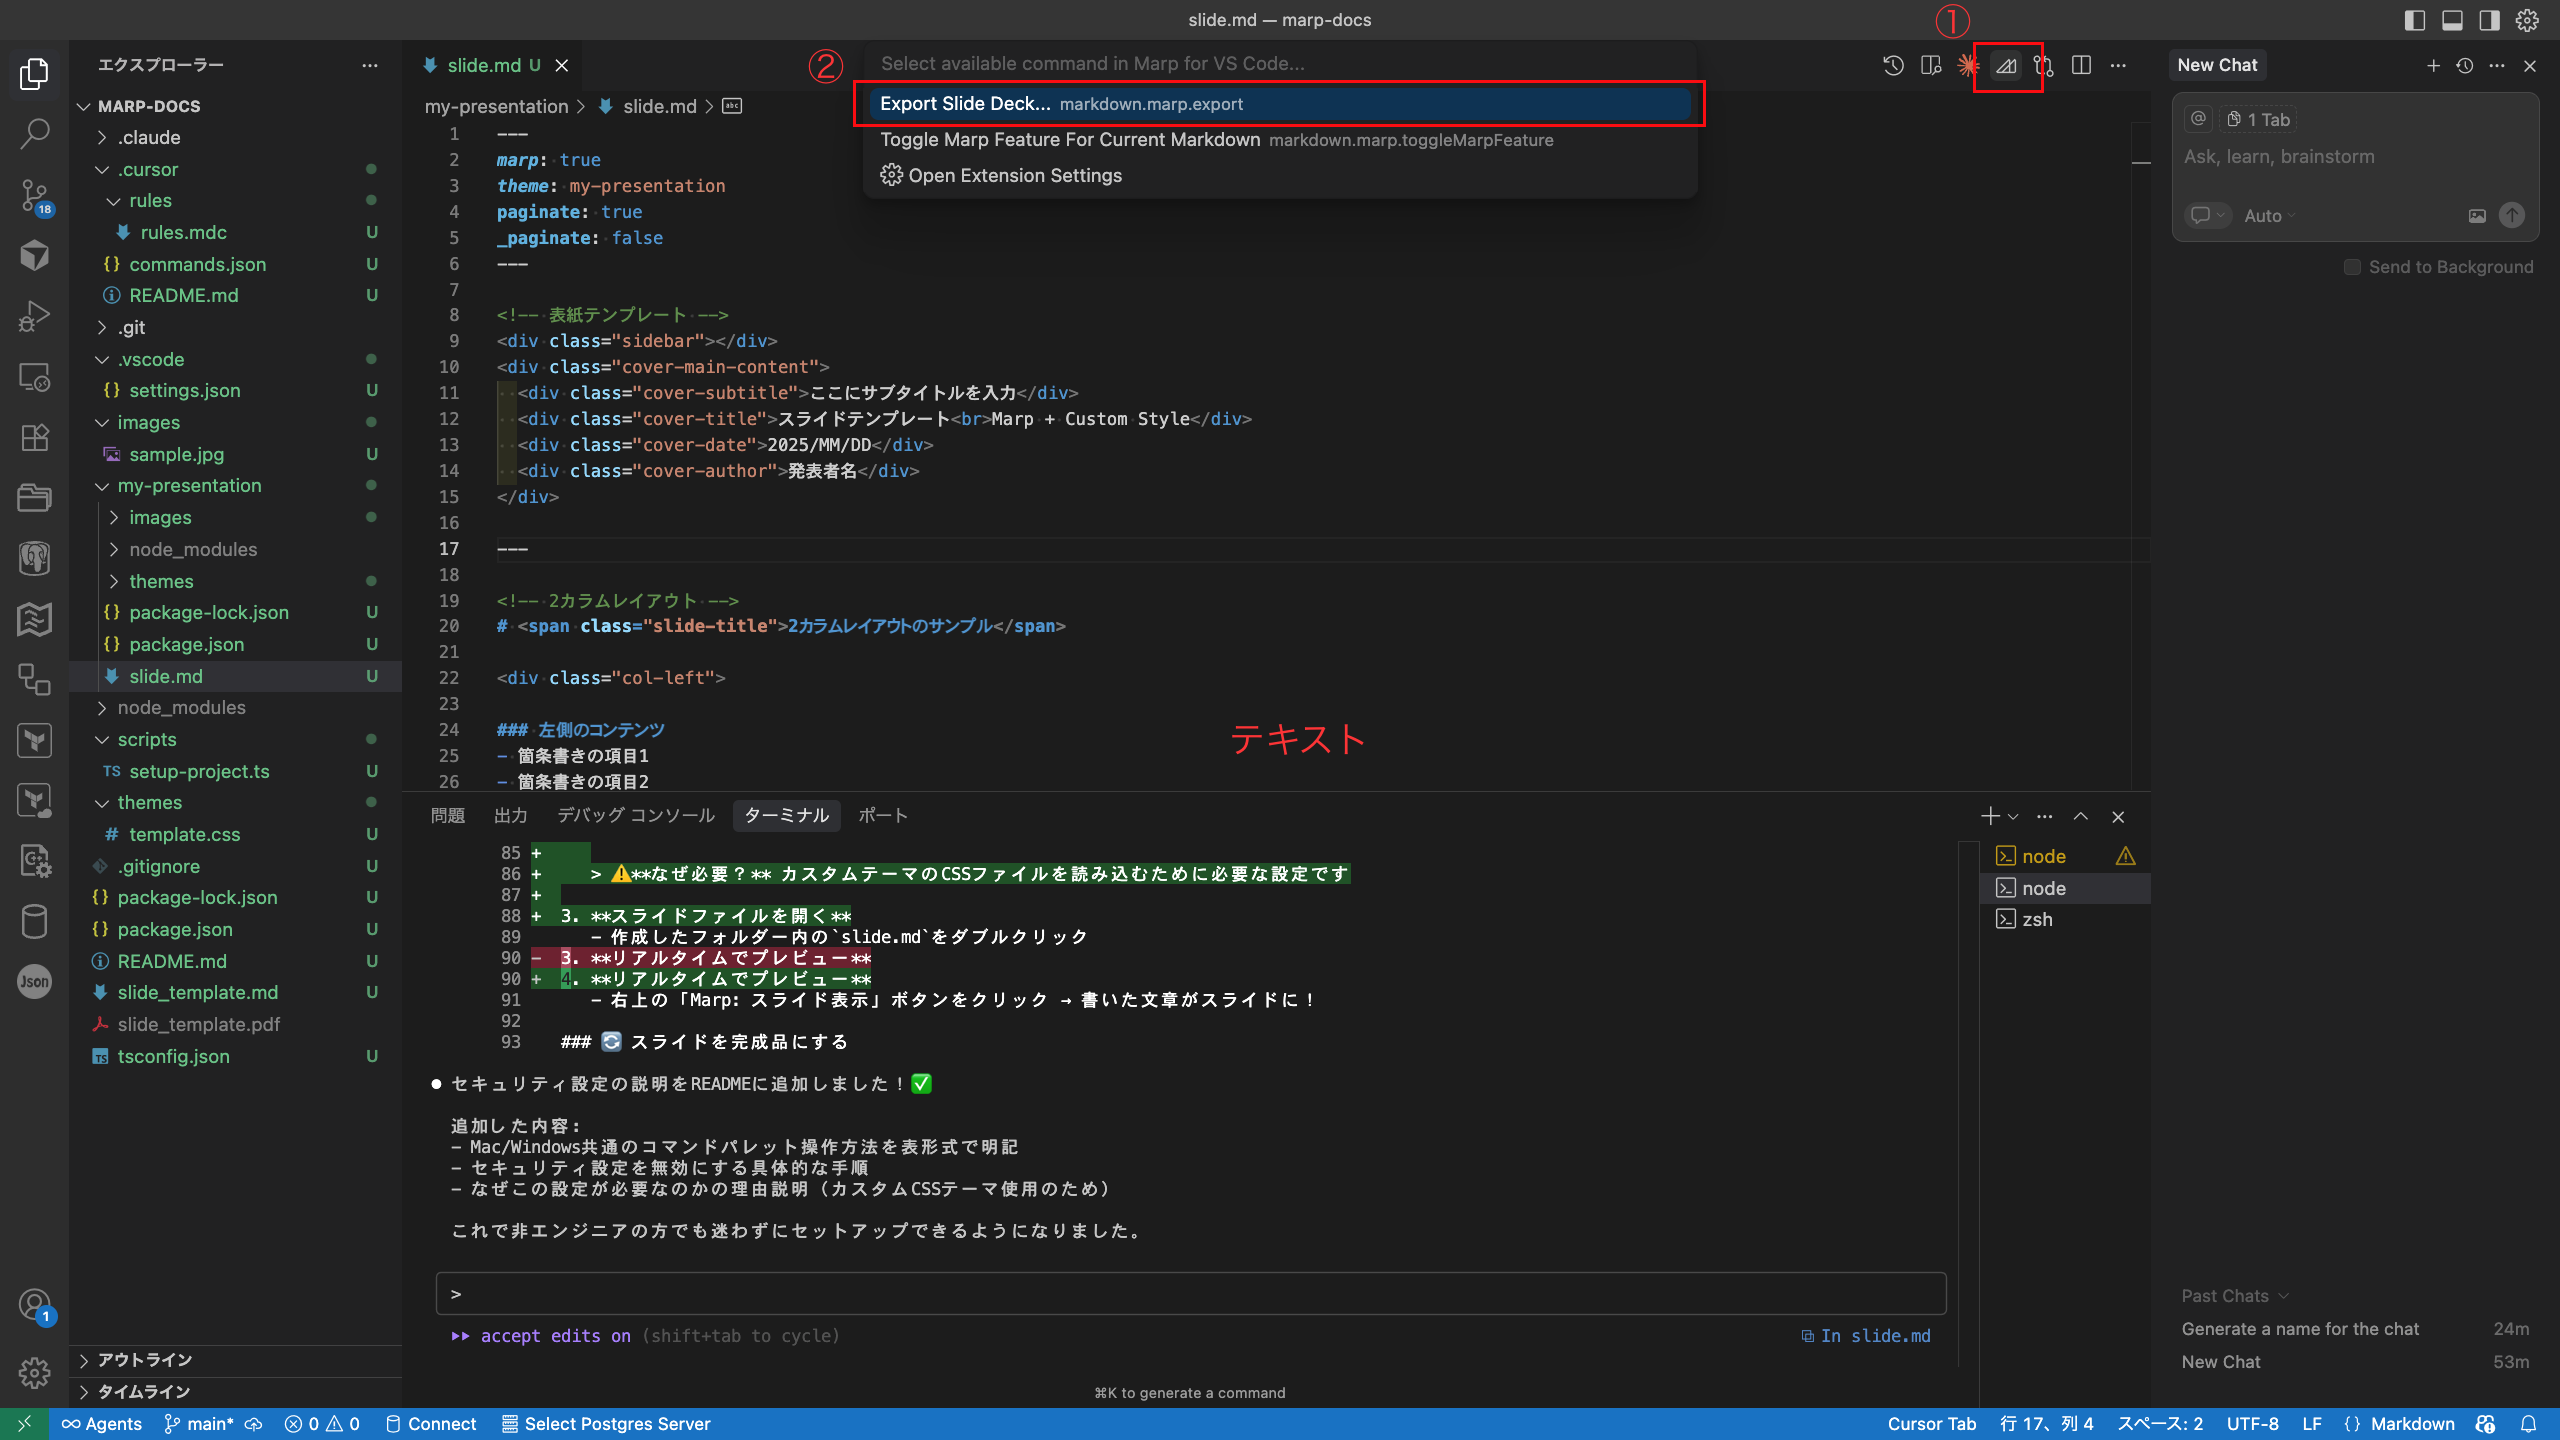 slide.md — marp-docs
①
エクスプローラー
MARP-DOCS
.claude
.cursor
rules
rules.mdc U
commands.json U
README.md U
.git
.vscode
settings.json U
images
sample.jpg U
my-presentation
images
node_modules
themes
package-lock.json U
package.json U
slide.md U
node_modules
scripts
TS setup-project.ts U
themes
# template.css U
.gitignore U
package-lock.json U
package.json U
README.md U
slide_template.md U
slide_template.pdf
TS tsconfig.json U
アウトライン
タイムライン
18
Json
1
slide.md U
②
Select available command in Marp for VS Code...
Export Slide Deck... markdown.marp.export
Toggle Marp Feature For Current Markdown markdown.marp.toggleMarpFeature
Open Extension Settings
my-presentation > slide.md > abc
1 ---
2 marp: true
3 theme: my-presentation
4 paginate: true
5 _paginate: false
6 ---
7
8 <!-- 表紙テンプレート -->
9 <div class="sidebar"></div>
10 <div class="cover-main-content">
11 <div class="cover-subtitle">ここにサブタイトルを入力</div>
12 <div class="cover-title">スライドテンプレート<br>Marp + Custom Style</div>
13 <div class="cover-date">2025/MM/DD</div>
14 <div class="cover-author">発表者名</div>
15 </div>
16
17 ---
18
19 <!-- 2カラムレイアウト -->
20 # <span class="slide-title">2カラムレイアウトのサンプル</span>
21
22 <div class="col-left">
23
24 ### 左側のコンテンツ
25 - 箇条書きの項目1
26 - 箇条書きの項目2
テキスト
問題 出力 デバッグ コンソール ターミナル ポート
85 +
86 + > ⚠**なぜ必要？** カスタムテーマのCSSファイルを読み込むために必要な設定です
87 +
88 + 3. **スライドファイルを開く**
89 - 作成したフォルダー内の`slide.md`をダブルクリック
90 - 3. **リアルタイムでプレビュー**
90 + 4. **リアルタイムでプレビュー**
91 - 右上の「Marp: スライド表示」ボタンをクリック → 書いた文章がスライドに！
92
93 ### 🔄 スライドを完成品にする
● セキュリティ設定の説明をREADMEに追加しました！✅
追加した内容：
- Mac/Windows共通のコマンドパレット操作方法を表形式で明記
- セキュリティ設定を無効にする具体的な手順
- なぜこの設定が必要なのかの理由説明（カスタムCSSテーマ使用のため）
これで非エンジニアの方でも迷わずにセットアップできるようになりました。
>
accept edits on (shift+tab to cycle)
In slide.md
⌘K to generate a command
node
node
zsh
New Chat
@ 1 Tab
Ask, learn, brainstorm
Auto
Send to Background
Past Chats
Generate a name for the chat 24m
New Chat 53m
Agents main* 0 0 Connect Select Postgres Server
Cursor Tab 行 17、列 4 スペース: 2 UTF-8 LF {} Markdown